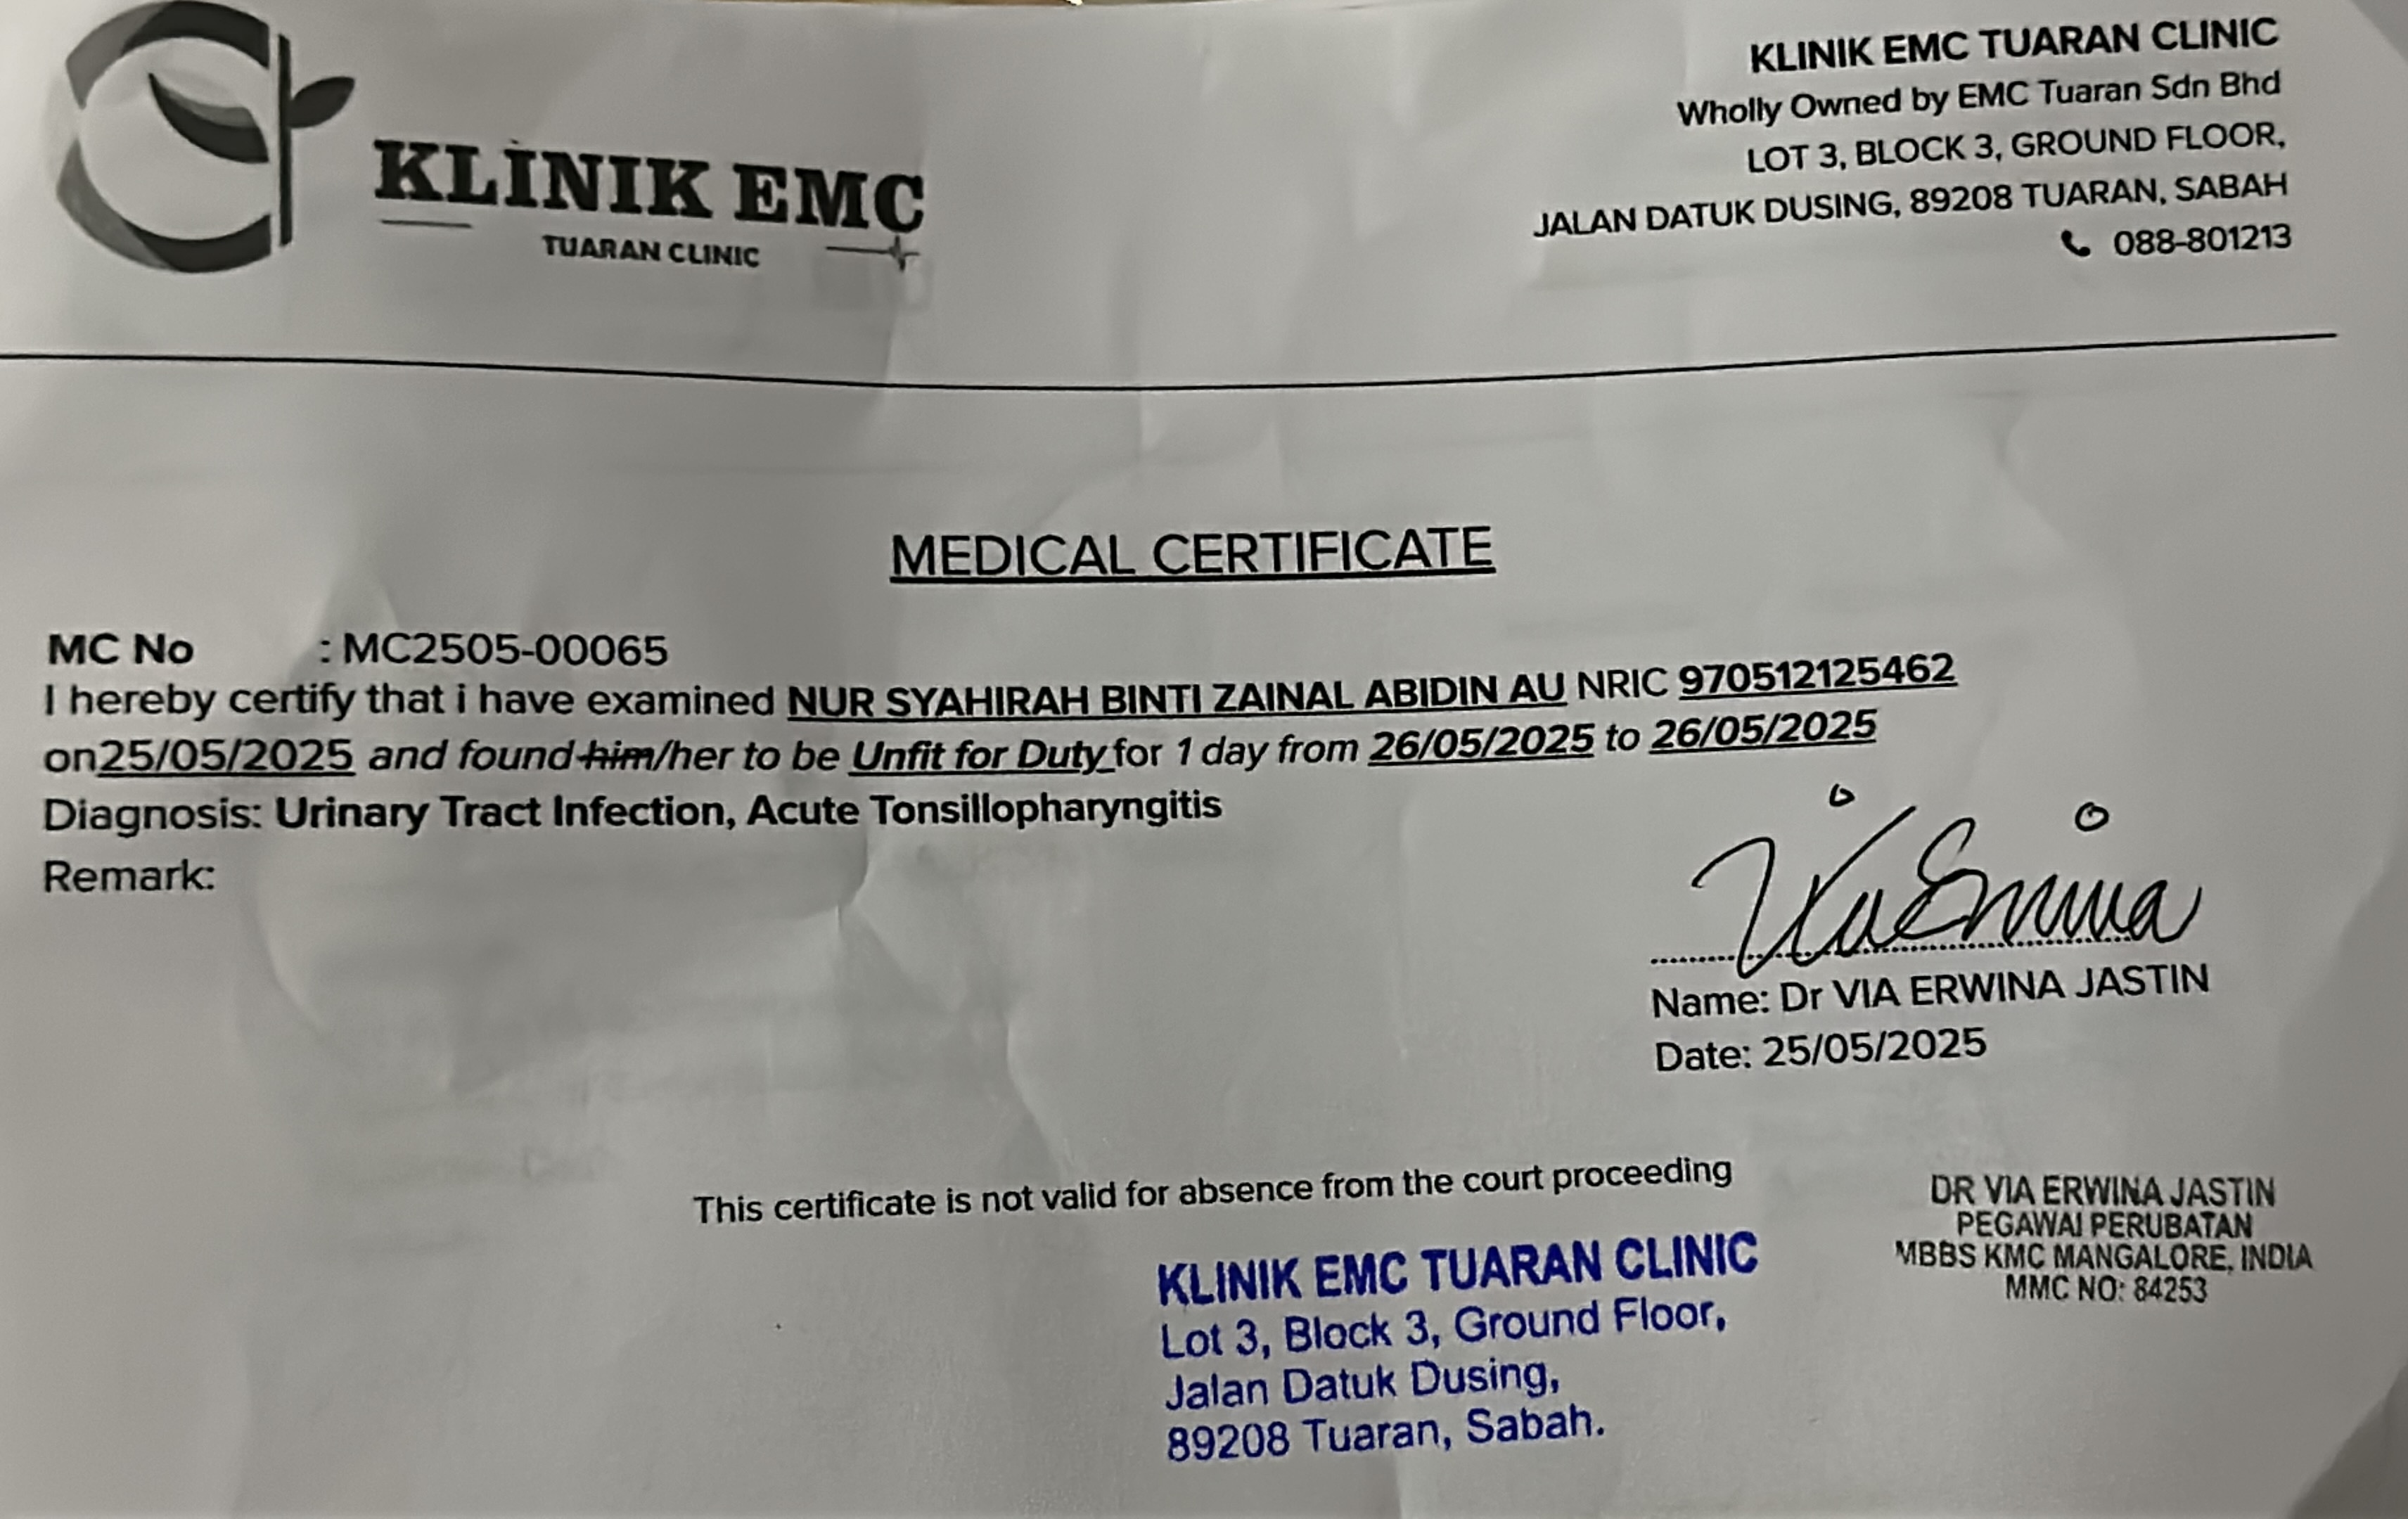 KLINIK EMC
TUARAN CLINIC
KLINIK EMC TUARAN CLINIC
Wholly Owned by EMC Tuaran Sdn Bhd
LOT 3, BLOCK 3, GROUND FLOOR,
JALAN DATUK DUSING, 89208 TUARAN, SABAH
088-801213
MEDICAL CERTIFICATE
MC No : MC2505-00065
I hereby certify that i have examined NUR SYAHIRAH BINTI ZAINAL ABIDIN AU NRIC 970512125462
on25/05/2025 and found him/her to be Unfit for Duty for 1 day from 26/05/2025 to 26/05/2025
Diagnosis: Urinary Tract Infection, Acute Tonsillopharyngitis
Remark:
Name: Dr VIA ERWINA JASTIN
Date: 25/05/2025
This certificate is not valid for absence from the court proceeding
KLINIK EMC TUARAN CLINIC
Lot 3, Block 3, Ground Floor,
Jalan Datuk Dusing,
89208 Tuaran, Sabah.
DR VIA ERWINA JASTIN
PEGAWAI PERUBATAN
MBBS KMC MANGALORE, INDIA
MMC NO: 84253